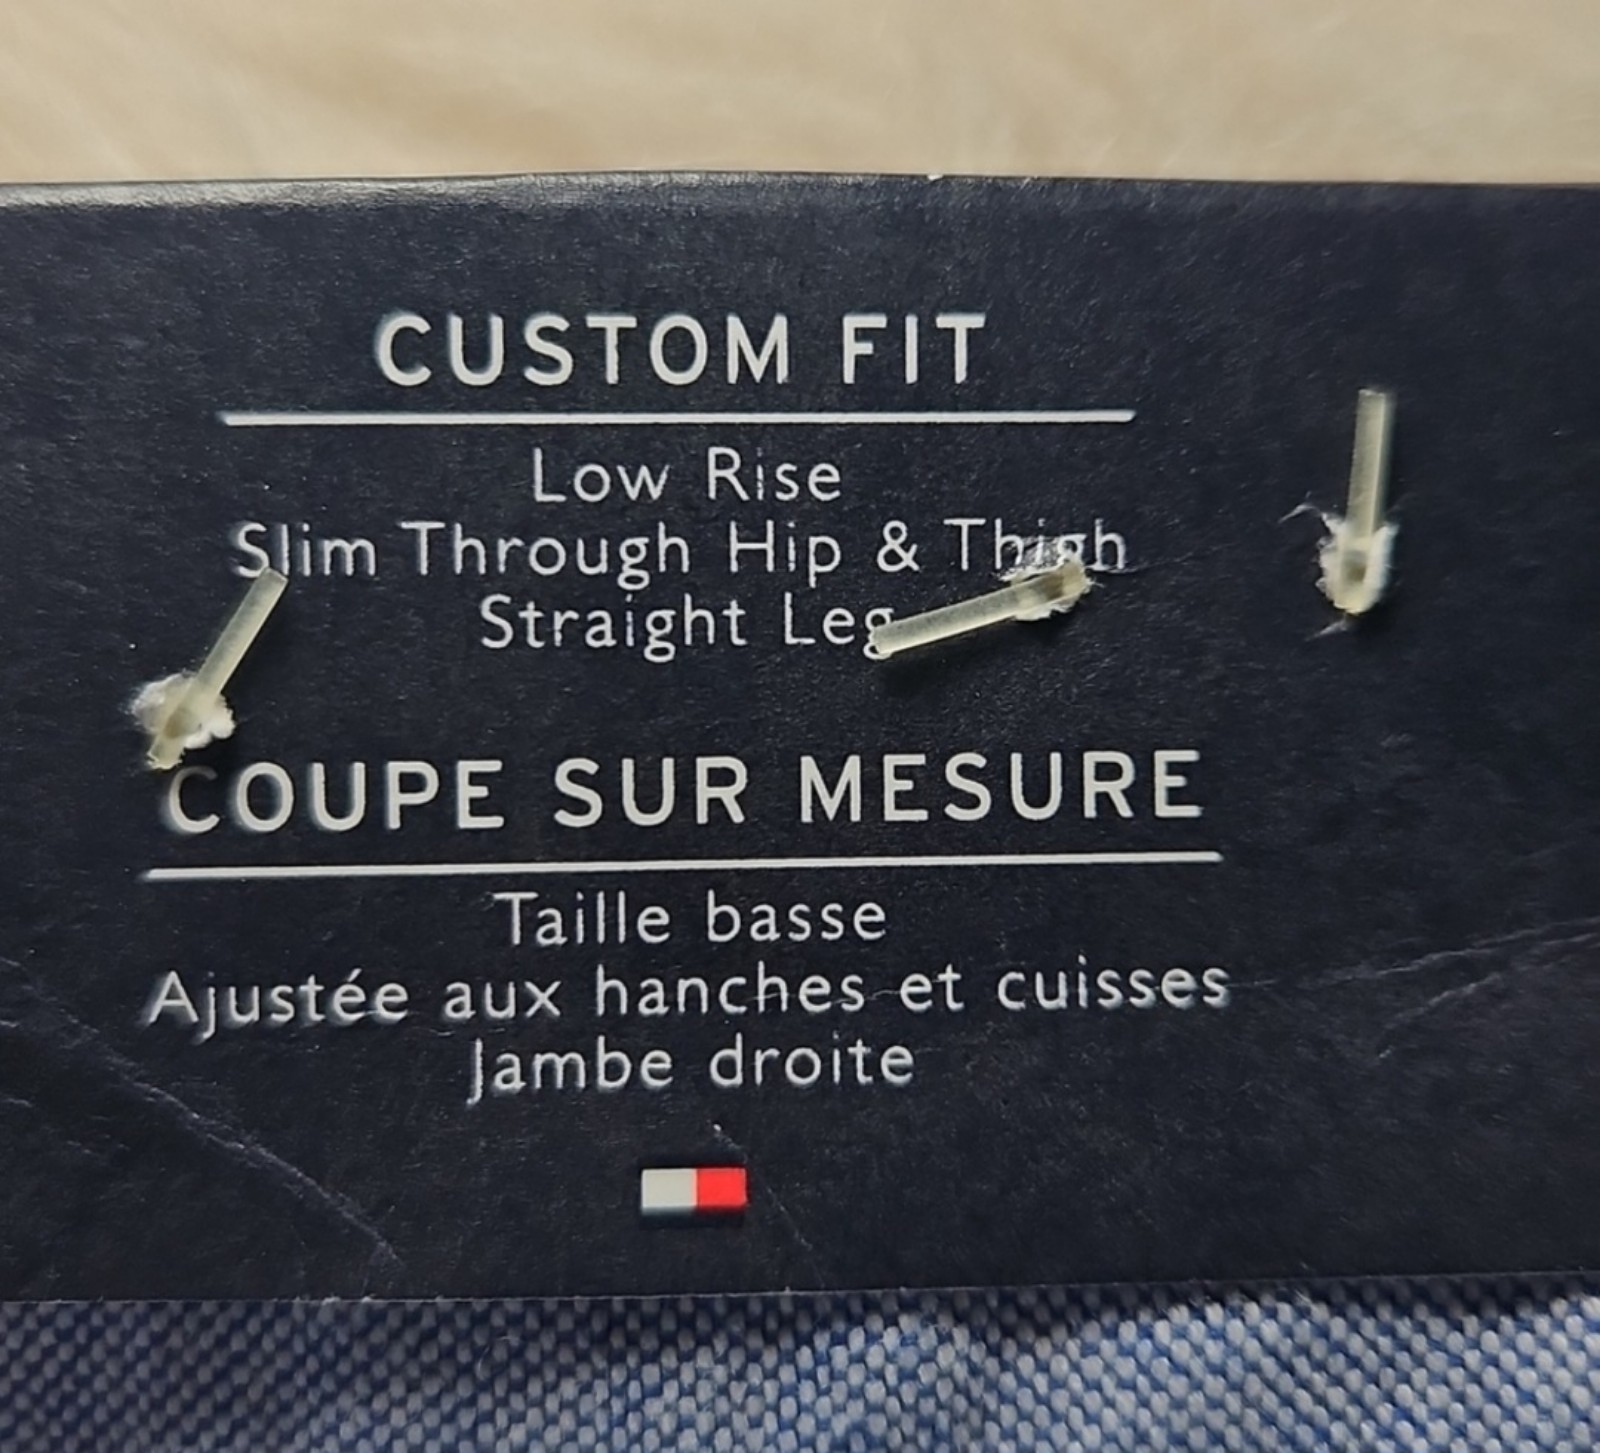 CUSTOM FIT
Low Rise
Slim Through Hip & Thigh
Straight Leg
COUPE SUR MESURE
Taille basse
Ajustée aux hanches et cuisses
Jambe droite